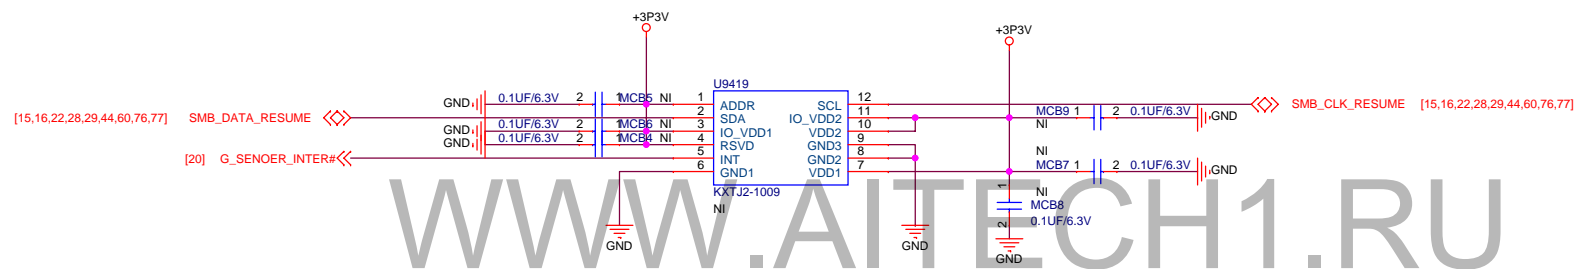 +3P3V
+3P3V
U9419
GND 0.1UF/6.3V 2 1 MCB5 NI 1 ADDR SCL 12 SMB_CLK_RESUME [15,16,22,28,29,44,60,76,77]
[15,16,22,28,29,44,60,76,77] SMB_DATA_RESUME 2 SDA IO_VDD2 11 MCB9 1 2 0.1UF/6.3V GND
NI
GND 0.1UF/6.3V 2 1 MCB6 NI 3 IO_VDD1 VDD2 10
GND 0.1UF/6.3V 2 1 MCB4 NI 4 RSVD GND3 9
NI
[20] G_SENOER_INTER# 5 INT GND2 8
6 GND1 VDD1 7 MCB7 1 2 0.1UF/6.3V GND
KXTJ2-1009
NI
1 NI
MCB8
2 0.1UF/6.3V
GND
GND
GND
WWW.AITECH1.RU